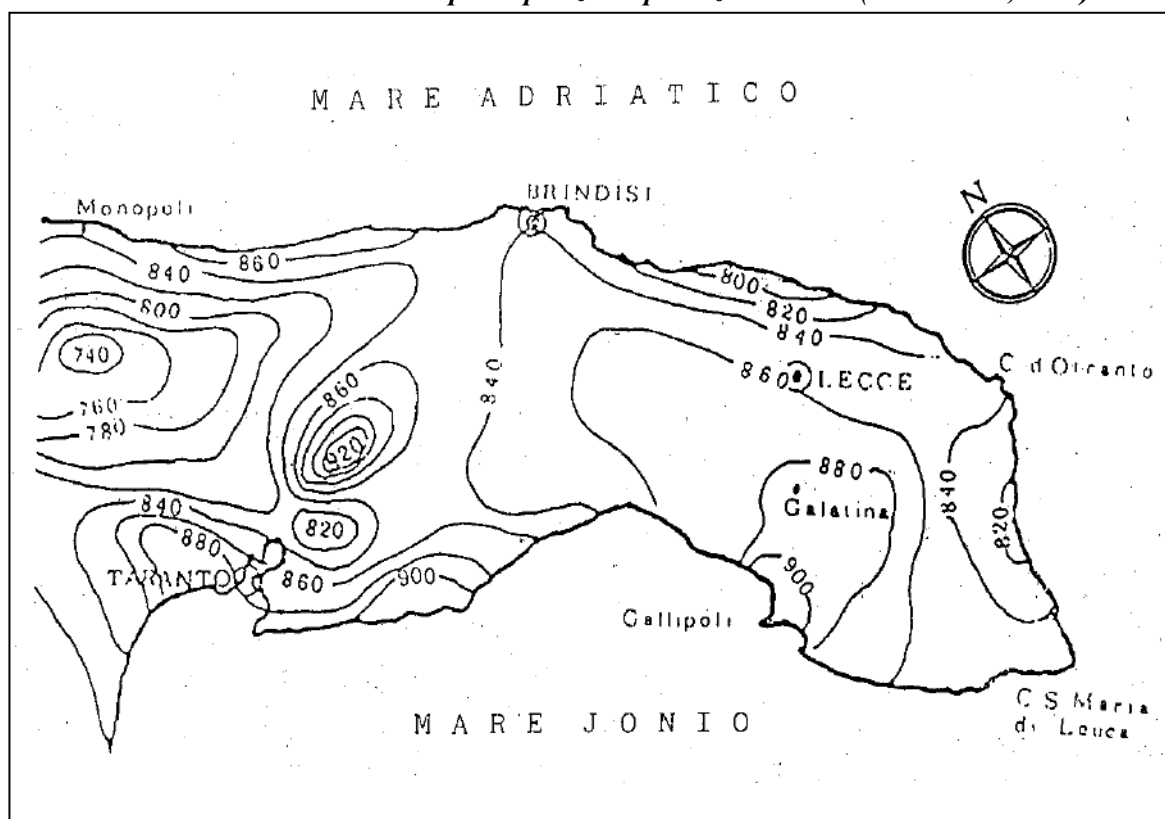 MARE ADRIATICO
N
Monopoli
BRINDISI
860
840
800
800
820
740
840
860
840
860
LECCE
C d'Otranto
760
780
920
880
840
840
Galatina
820
820
880
TARANTO
860
900
900
Gallipoli
C S Maria
di Leuca
MARE JONIO